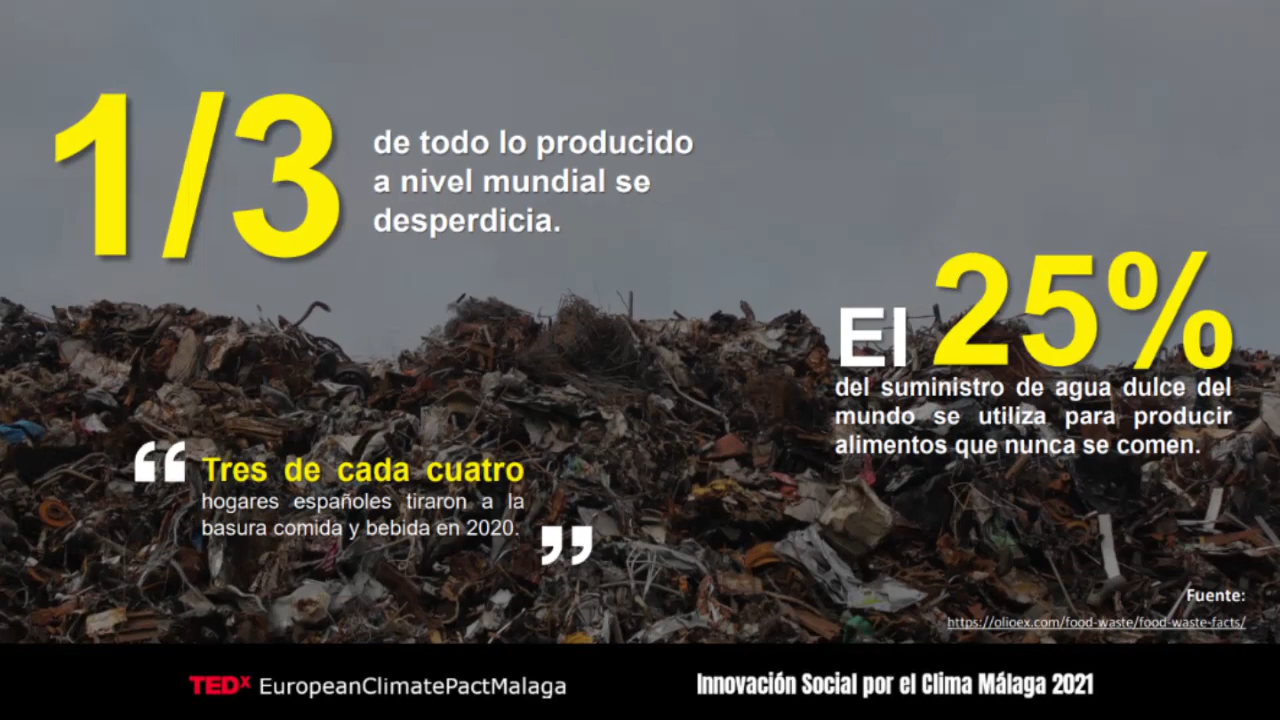 1/3
de todo lo producido
a nivel mundial se
desperdicia.
El 25%
del suministro de agua dulce del
mundo se utiliza para producir
alimentos que nunca se comen.
“ Tres de cada cuatro
hogares españoles tiraron a la
basura comida y bebida en 2020. ”
Fuente:
https://olioex.com/food-waste/food-waste-facts/
TEDx EuropeanClimatePactMalaga
Innovación Social por el Clima Málaga 2021